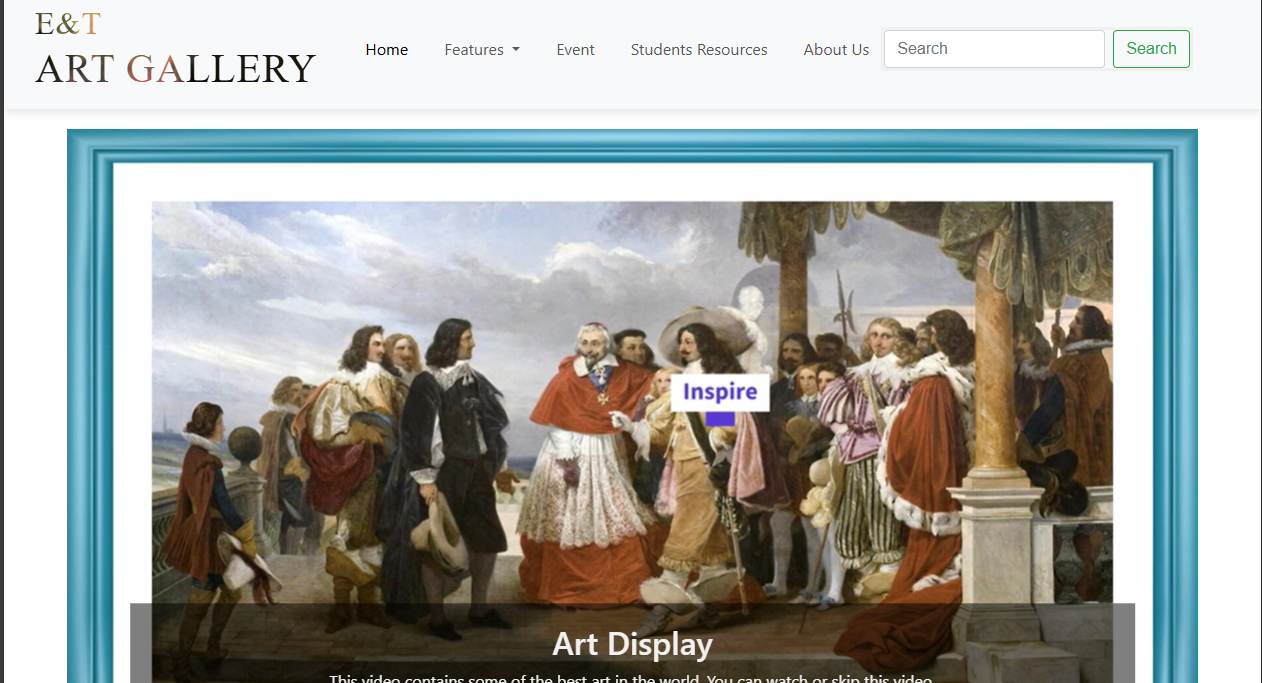 E&T
ART GALLERY
Home Features Event Students Resources About Us Search Search
Inspire
Art Display
This video contains some of the best art in the world. You can watch or skip this video